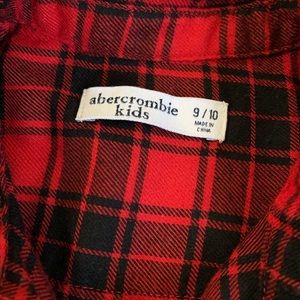 abercrombie
kids
9/10
MADE IN
CHINA